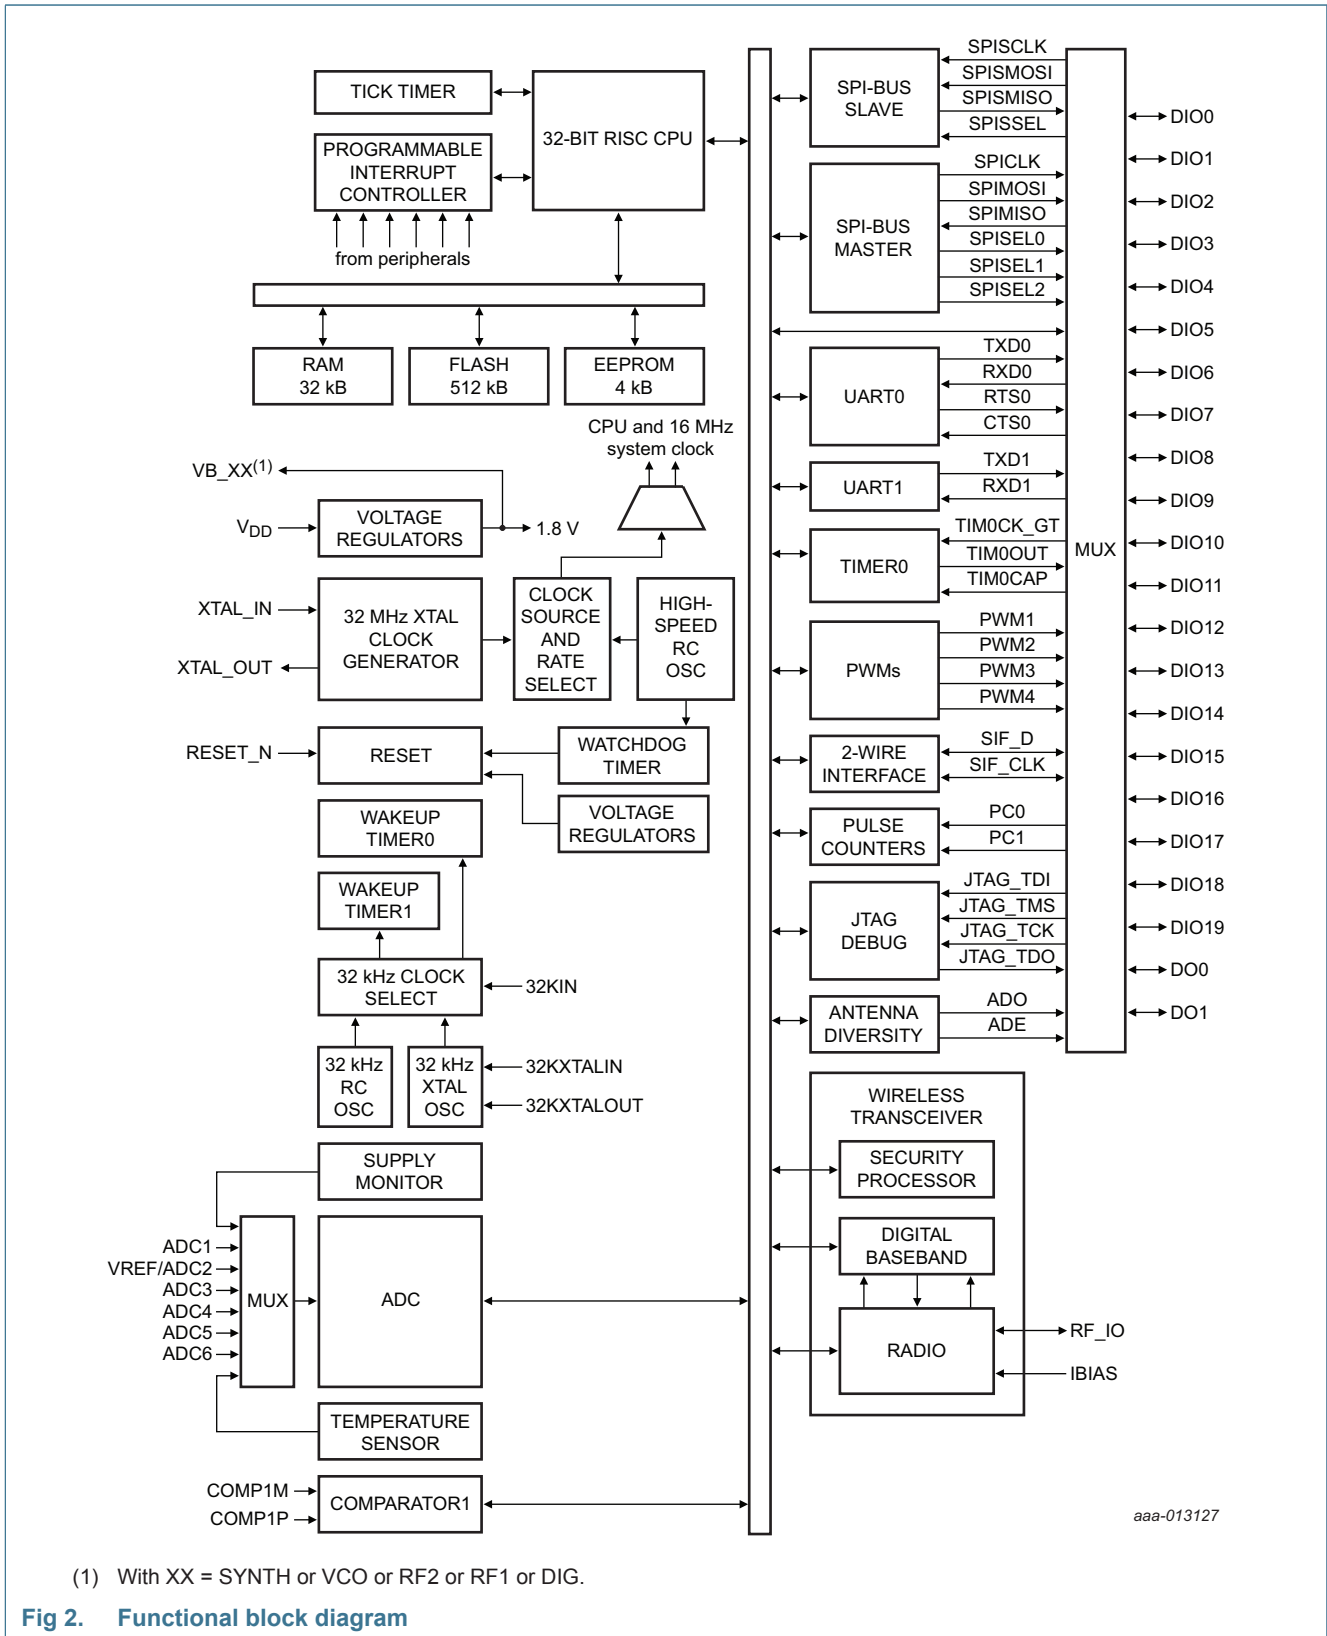 TICK TIMER
PROGRAMMABLE
INTERRUPT
CONTROLLER
from peripherals
32-BIT RISC CPU
RAM
32 kB
FLASH
512 kB
EEPROM
4 kB
CPU and 16 MHz
system clock
VB_XX(1)
VDD
VOLTAGE
REGULATORS
1.8 V
XTAL_IN
XTAL_OUT
32 MHz XTAL
CLOCK
GENERATOR
CLOCK
SOURCE
AND
RATE
SELECT
HIGH-
SPEED
RC
OSC
RESET_N
RESET
WATCHDOG
TIMER
VOLTAGE
REGULATORS
WAKEUP
TIMER0
WAKEUP
TIMER1
32 kHz CLOCK
SELECT
32KIN
32 kHz
RC
OSC
32 kHz
XTAL
OSC
32KXTALIN
32KXTALOUT
SUPPLY
MONITOR
ADC1
VREF/ADC2
ADC3
ADC4
ADC5
ADC6
MUX
ADC
TEMPERATURE
SENSOR
COMP1M
COMP1P
COMPARATOR1
SPI-BUS
SLAVE
SPISCLK
SPISMOSI
SPISMISO
SPISSEL
SPI-BUS
MASTER
SPICLK
SPIMOSI
SPIMISO
SPISEL0
SPISEL1
SPISEL2
UART0
TXD0
RXD0
RTS0
CTS0
UART1
TXD1
RXD1
TIMER0
TIM0CK_GT
TIM0OUT
TIM0CAP
PWMs
PWM1
PWM2
PWM3
PWM4
2-WIRE
INTERFACE
SIF_D
SIF_CLK
PULSE
COUNTERS
PC0
PC1
JTAG
DEBUG
JTAG_TDI
JTAG_TMS
JTAG_TCK
JTAG_TDO
ANTENNA
DIVERSITY
ADO
ADE
MUX
DIO0
DIO1
DIO2
DIO3
DIO4
DIO5
DIO6
DIO7
DIO8
DIO9
DIO10
DIO11
DIO12
DIO13
DIO14
DIO15
DIO16
DIO17
DIO18
DIO19
DO0
DO1
WIRELESS
TRANSCEIVER
SECURITY
PROCESSOR
DIGITAL
BASEBAND
RADIO
RF_IO
IBIAS
aaa-013127
(1) With XX = SYNTH or VCO or RF2 or RF1 or DIG.
Fig 2. Functional block diagram